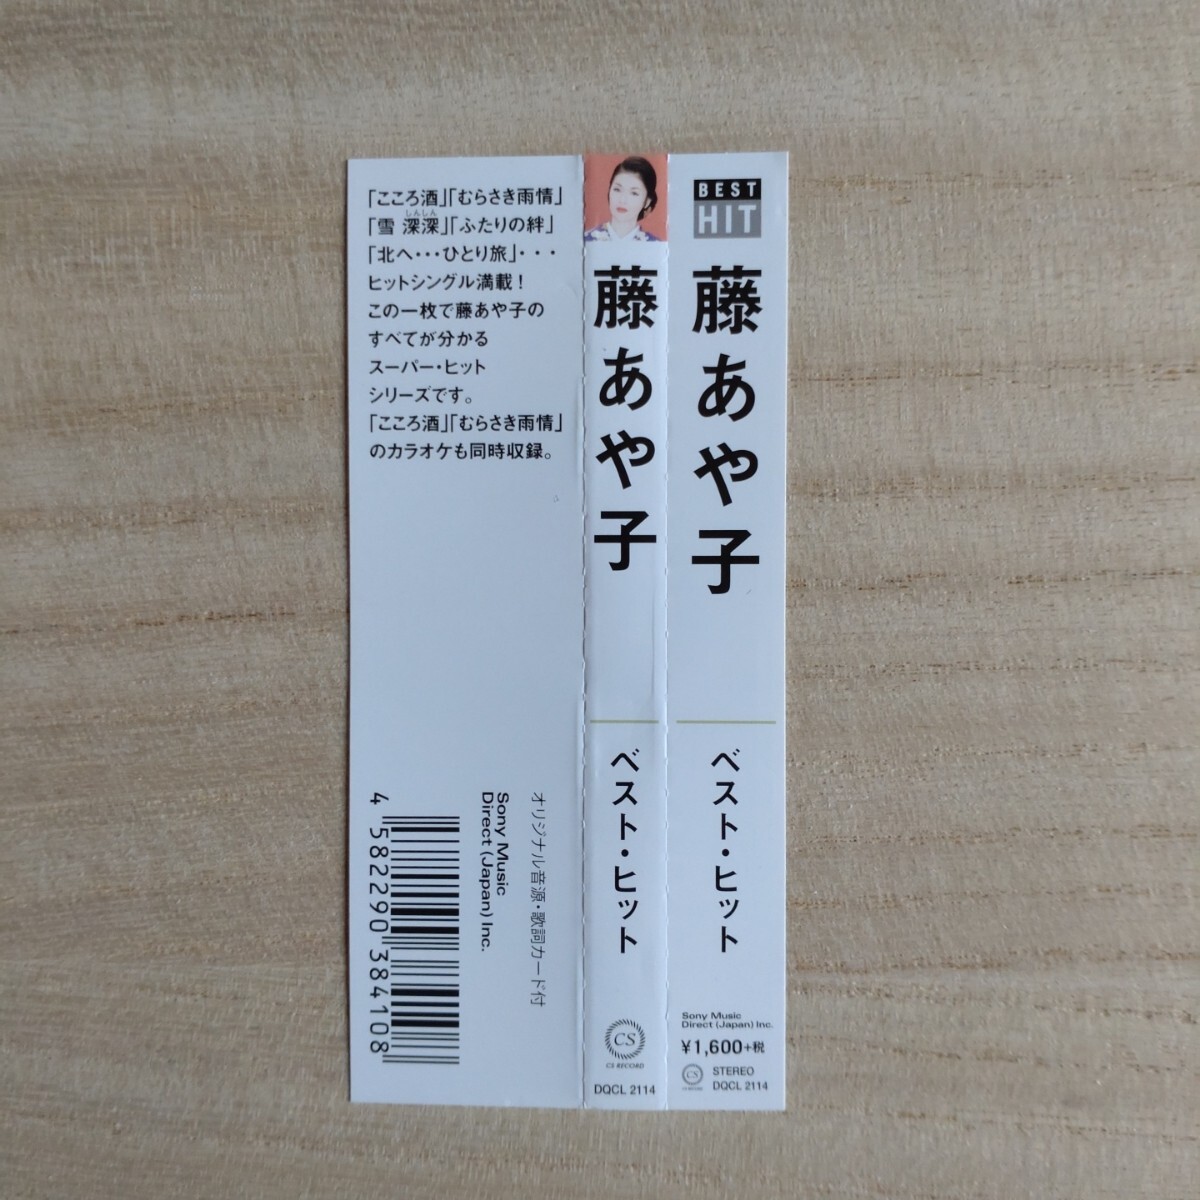 「こころ酒」「むらさき雨情」
しんしん
「雪 深深」「ふたりの絆」
「北へ・・・ひとり旅」・・・
ヒットシングル満載！
この一枚で藤あや子の
すべてが分かる
スーパー・ヒット
シリーズです。
「こころ酒」「むらさき雨情」
のカラオケも同時収録。
オリジナル音源・歌詞カード付
Sony Music
Direct (Japan) Inc.
4 582290 384108
藤あや子
ベスト・ヒット
CS
CS RECORD
DQCL 2114
BEST
HIT
藤あや子
ベスト・ヒット
Sony Music
Direct (Japan) Inc.
¥1,600+税
CS
CS RECORD
STEREO
DQCL 2114